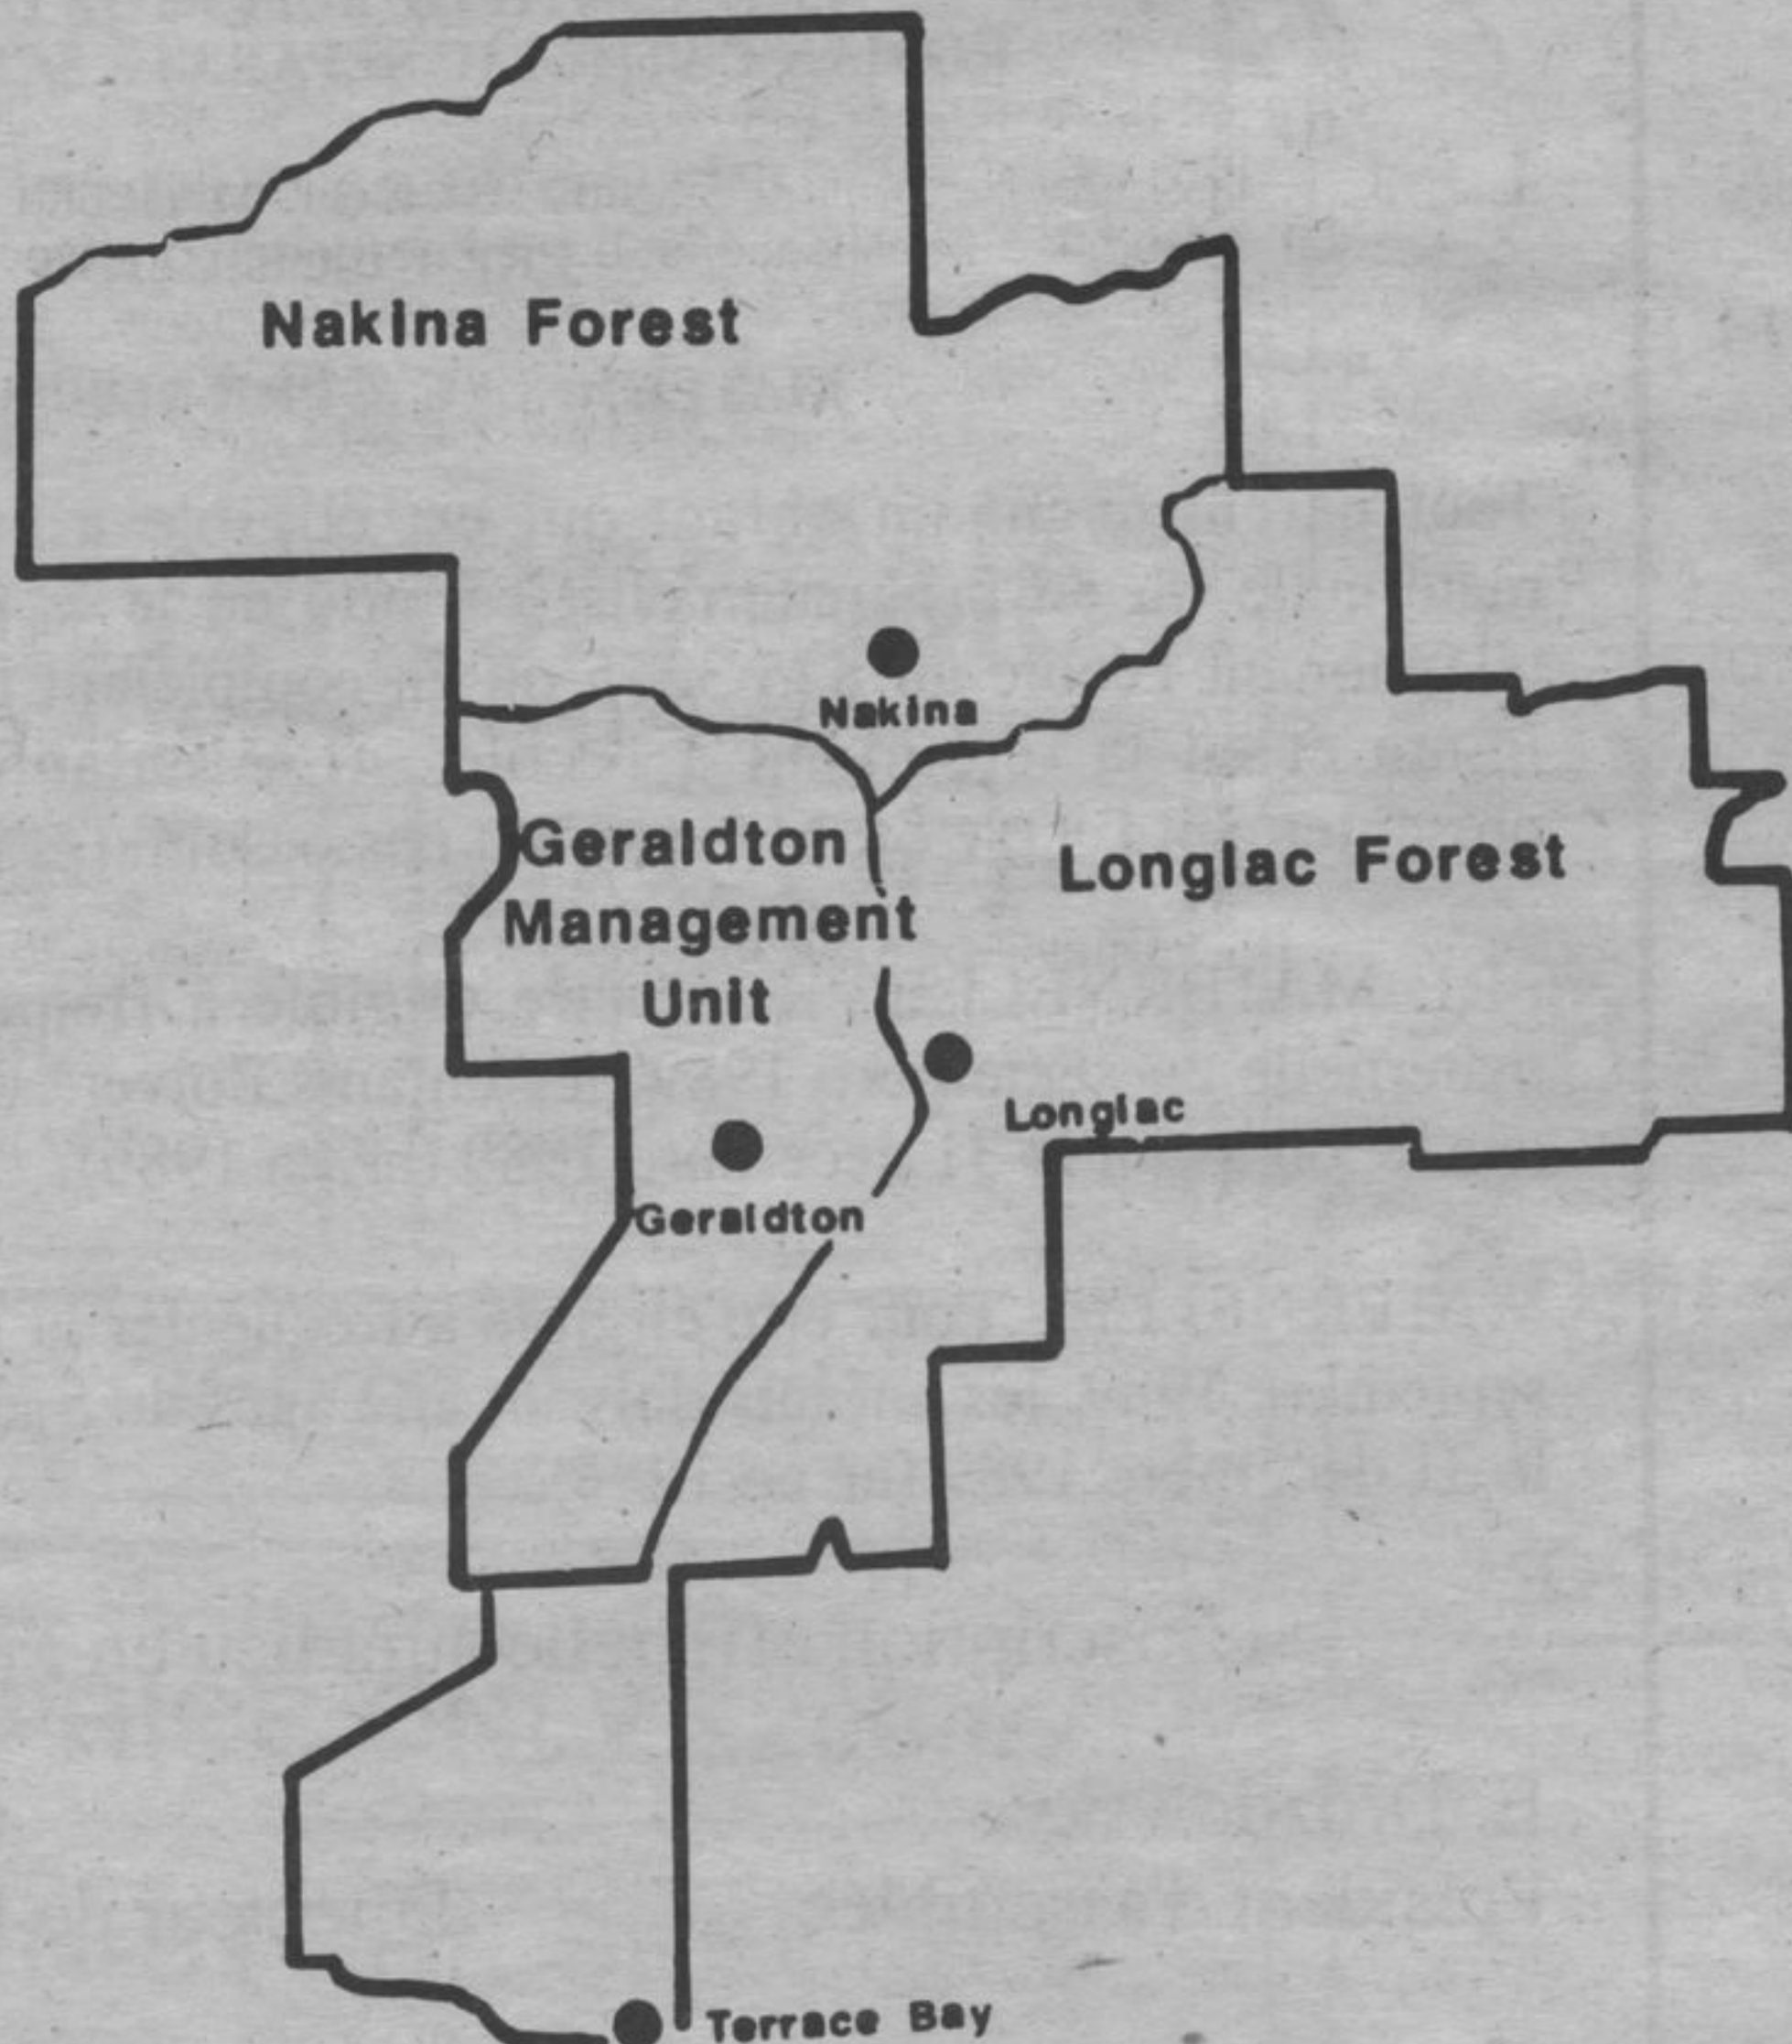 Nakina Forest
Nakina
Geraldton
Management
Unit
Longlac Forest
Longlac
Geraldton
Terrace Bay